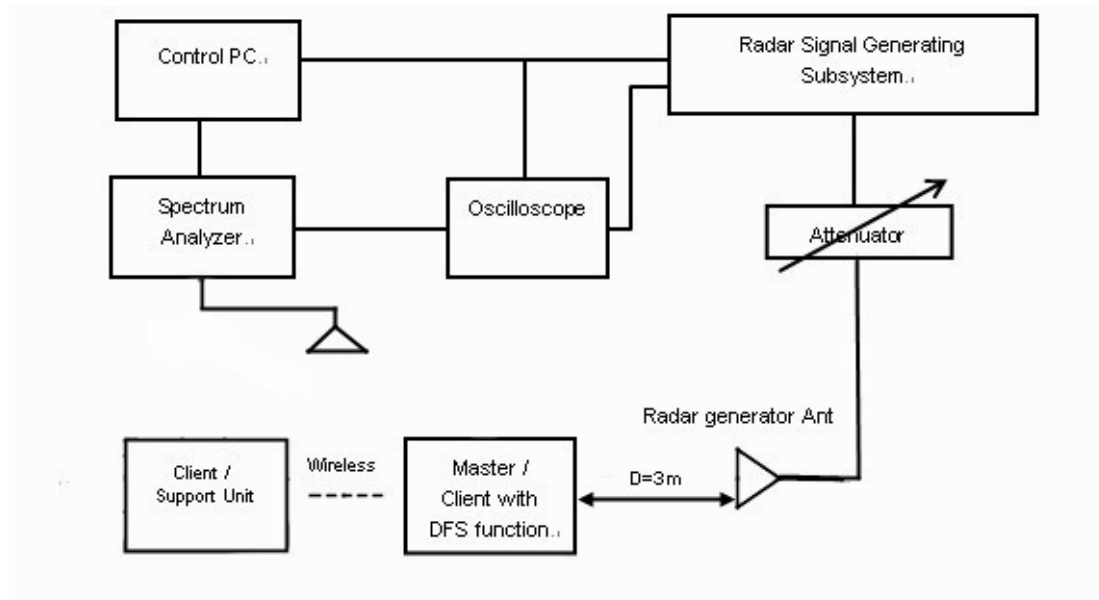 Control PC
Radar Signal Generating
Subsystem
Spectrum
Analyzer
Oscilloscope
Attenuator
Radar generator Ant
Client /
Support Unit
Wireless
Master /
Client with
DFS function
D=3m